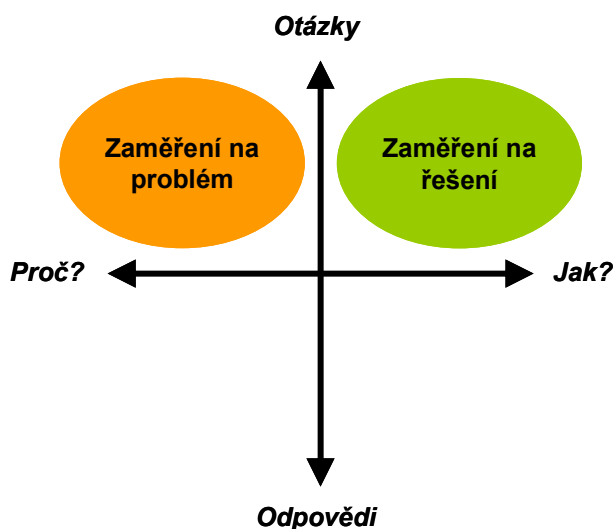 Otázky
Zaměření na
problém
Zaměření na
řešení
Proč?
Jak?
Odpovědi